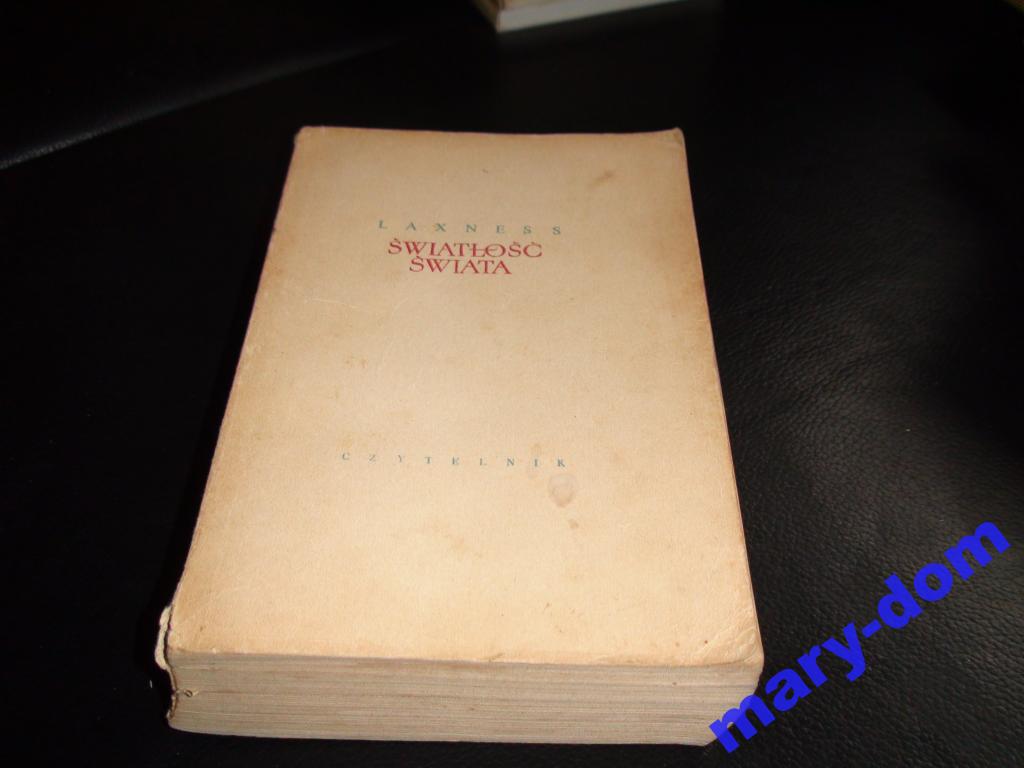 LAXNESS
ŚWIATŁOŚĆ
ŚWIATA
CZYTELNIK
mary-dom